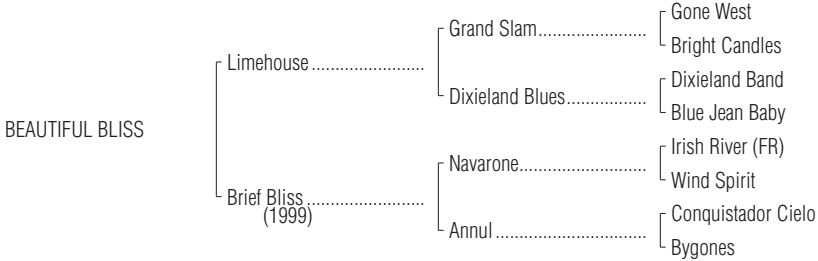 Gone West
Grand Slam......................
Bright Candles
Limehouse.......................
Dixieland Band
Dixieland Blues.................
Blue Jean Baby
BEAUTIFUL BLISS
Irish River (FR)
Navarone..........................
Wind Spirit
Brief Bliss........................
(1999)
Conquistador Cielo
Annul ...............................
Bygones